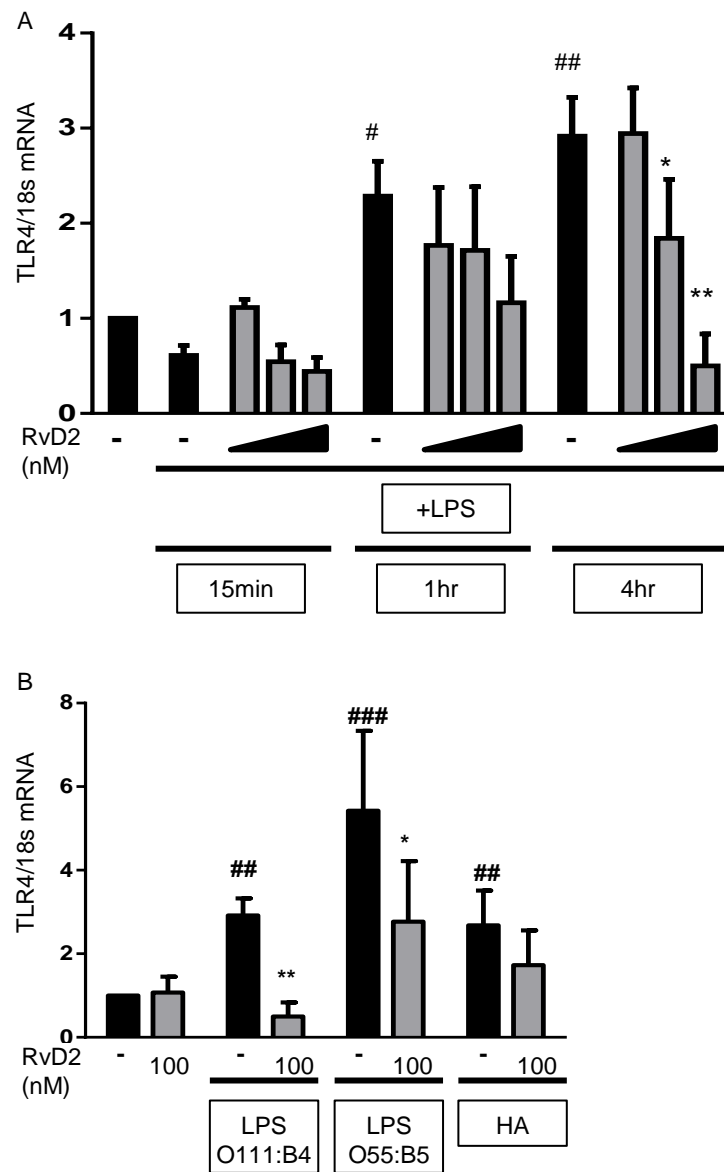 A
TLR4/18s mRNA
4
3
2
1
0
#
##
*
**
RvD2
(nM)
- - - -
+LPS
15min 1hr 4hr
B
TLR4/18s mRNA
8
6
4
2
0
##
**
###
*
##
RvD2
(nM)
- 100 - 100 - 100 - 100
LPS
O111:B4
LPS
O55:B5
HA